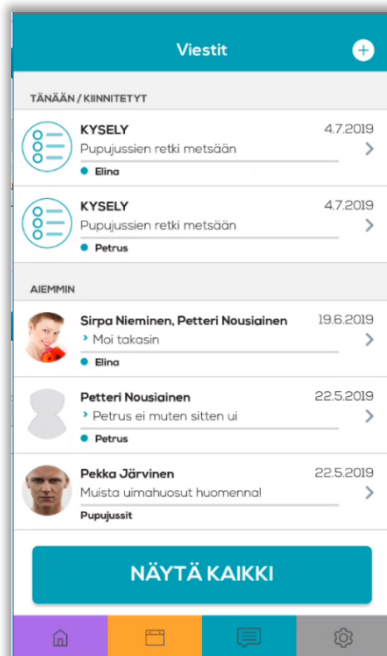 Viestit
TÄNÄÄN / KIINNITETYT
KYSELY 4.7.2019
Pupujussien retki metsään
Elina
KYSELY 4.7.2019
Pupujussien retki metsään
Petrus
AIEMMIN
Sirpa Nieminen, Petteri Nousiainen 19.6.2019
Moi takasin
Elina
Petteri Nousiainen 22.5.2019
Petrus ei muten sitten ui
Petrus
Pekka Järvinen 22.5.2019
Muista uimahuosut huomenna!
Pupujussit
NÄYTÄ KAIKKI